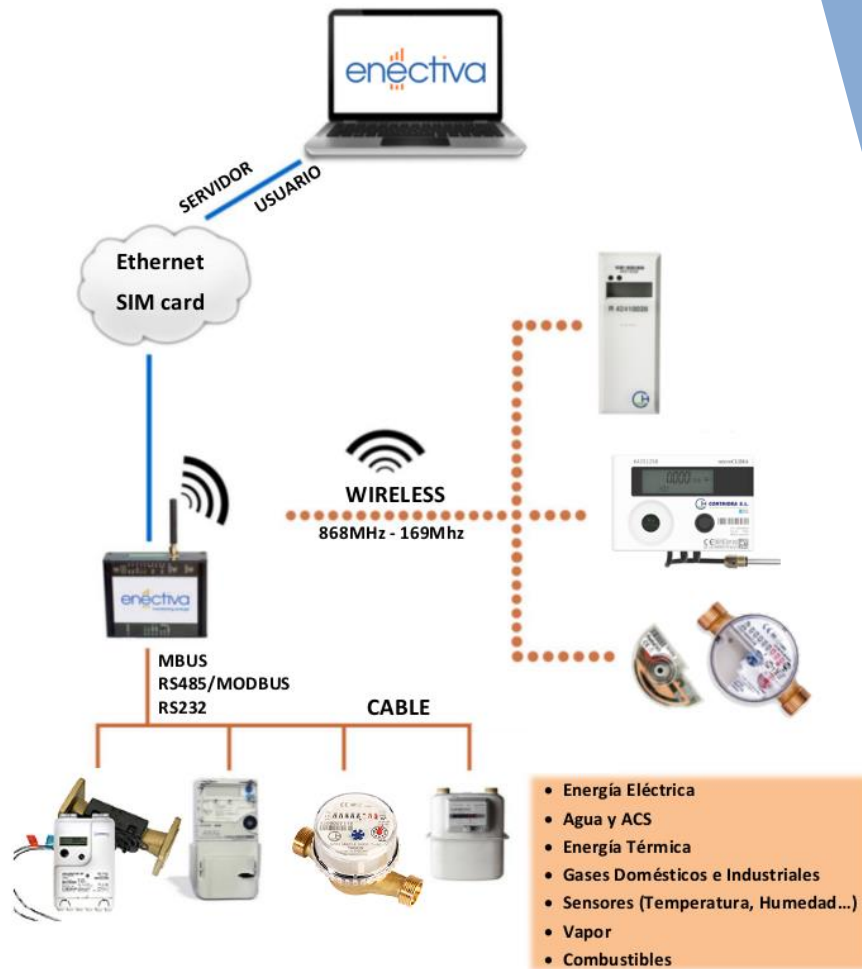 enectiva
SERVIDOR
USUARIO
Ethernet
SIM card
WIRELESS
868MHz - 169Mhz
CONTAHORA S.L.
enectiva
MBUS
RS485/MODBUS
RS232
CABLE
• Energía Eléctrica
• Agua y ACS
• Energía Térmica
• Gases Domésticos e Industriales
• Sensores (Temperatura, Humedad...)
• Vapor
• Combustibles